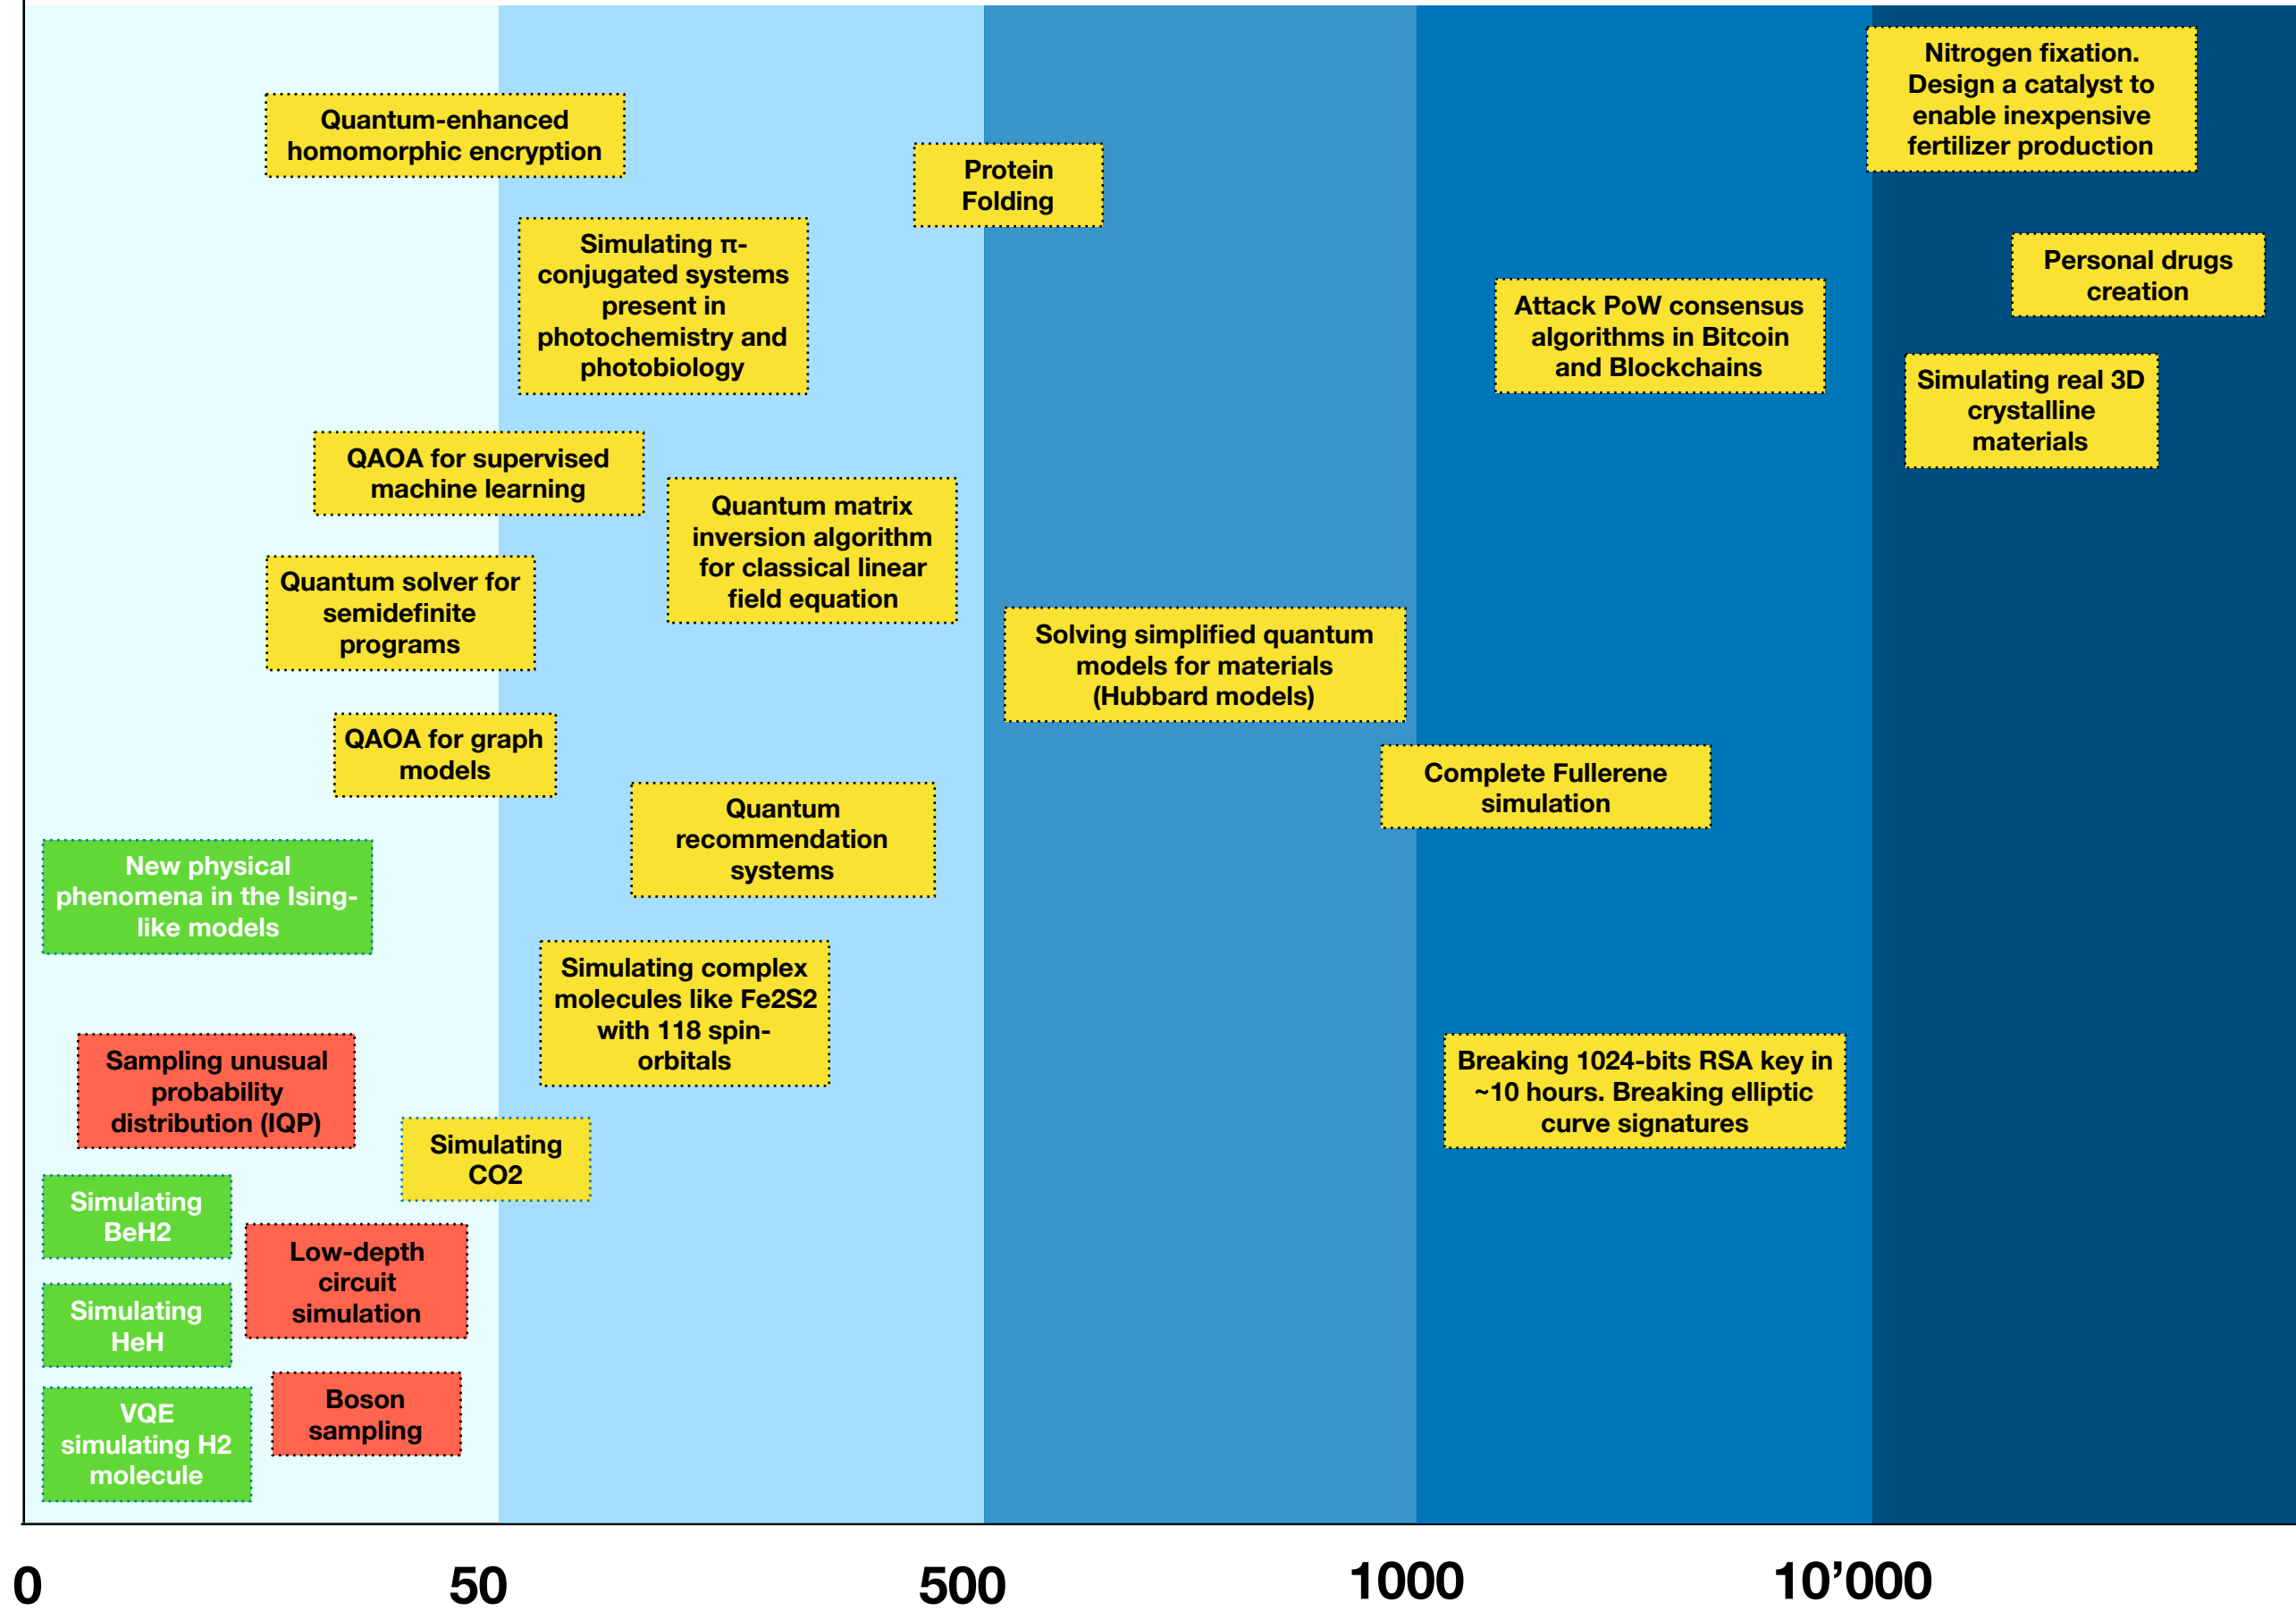 Nitrogen fixation.
Design a catalyst to
enable inexpensive
fertilizer production
Quantum-enhanced
homomorphic encryption
Protein
Folding
Simulating π-
conjugated systems
present in
photochemistry and
photobiology
Personal drugs
creation
Attack PoW consensus
algorithms in Bitcoin
and Blockchains
Simulating real 3D
crystalline
materials
QAOA for supervised
machine learning
Quantum matrix
inversion algorithm
for classical linear
field equation
Quantum solver for
semidefinite
programs
Solving simplified quantum
models for materials
(Hubbard models)
QAOA for graph
models
Complete Fullerene
simulation
Quantum
recommendation
systems
New physical
phenomena in the Ising-
like models
Simulating complex
molecules like Fe2S2
with 118 spin-
orbitals
Sampling unusual
probability
distribution (IQP)
Breaking 1024-bits RSA key in
~10 hours. Breaking elliptic
curve signatures
Simulating
CO2
Simulating
BeH2
Low-depth
circuit
simulation
Simulating
HeH
Boson
sampling
VQE
simulating H2
molecule
0 50 500 1000 10’000